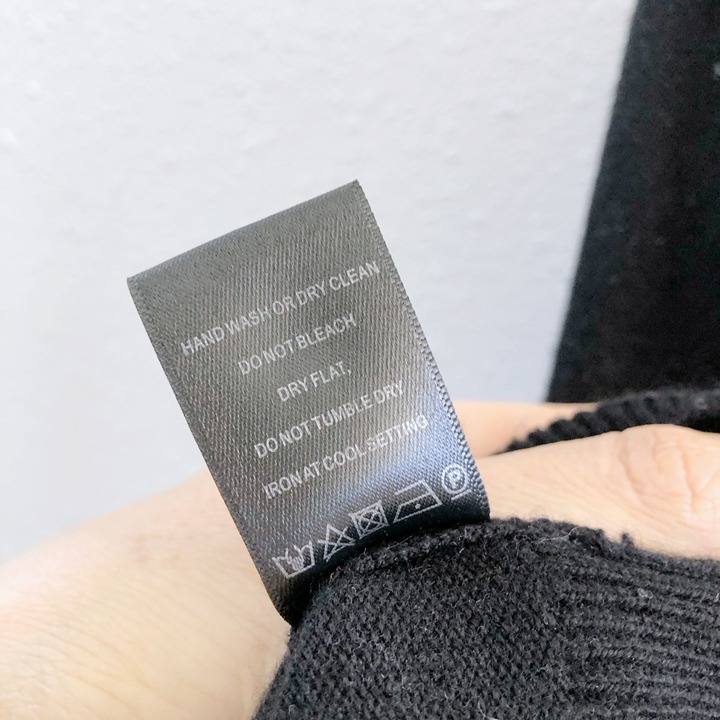 HAND WASH OR DRY CLEAN
DO NOT BLEACH
DRY FLAT,
DO NOT TUMBLE DRY
IRON AT COOL SETTING
P